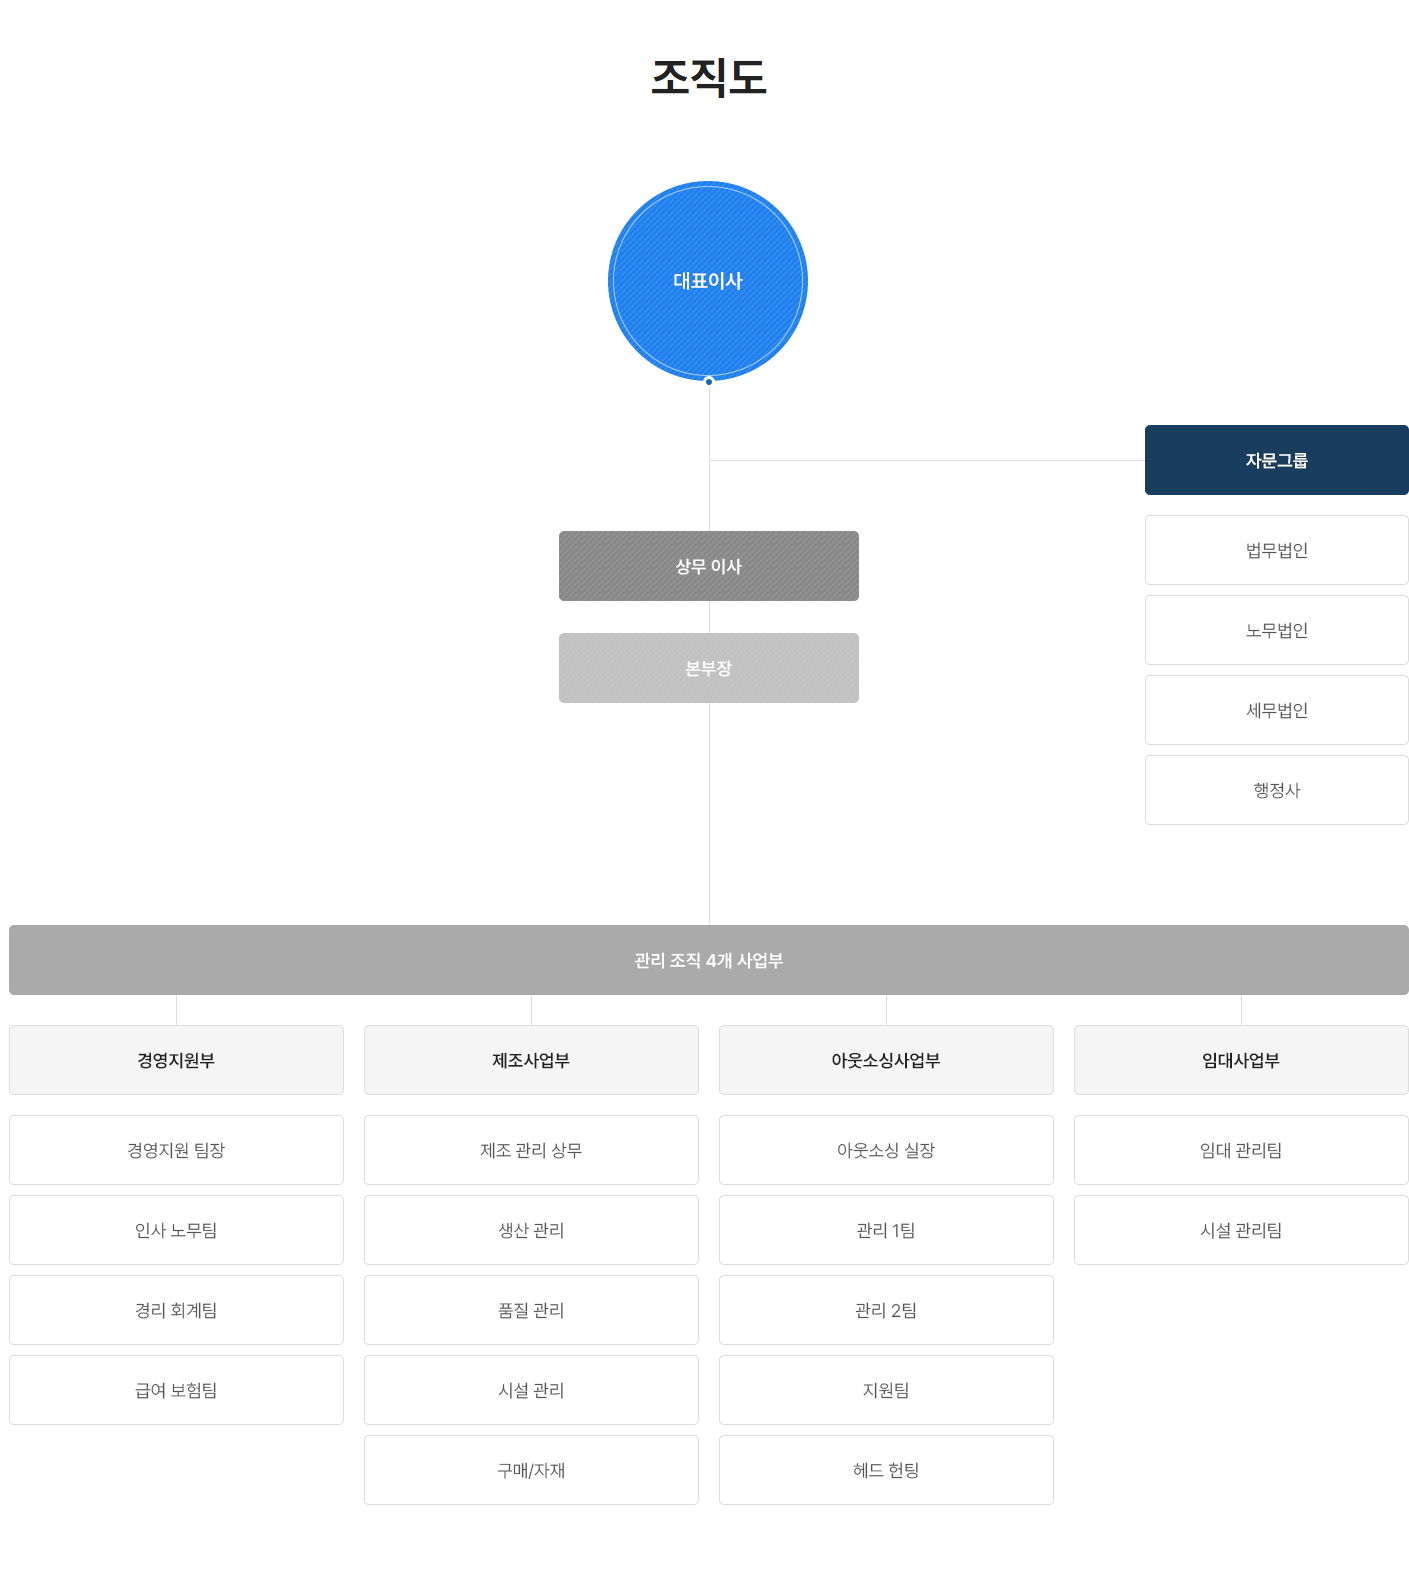 조직도
대표이사
자문그룹
법무법인
노무법인
세무법인
행정사
상무 이사
본부장
관리 조직 4개 사업부
경영지원부
경영지원 팀장
인사 노무팀
경리 회계팀
급여 보험팀
제조사업부
제조 관리 상무
생산 관리
품질 관리
시설 관리
구매/자재
아웃소싱사업부
아웃소싱 실장
관리 1팀
관리 2팀
지원팀
헤드 헌팅
임대사업부
임대 관리팀
시설 관리팀